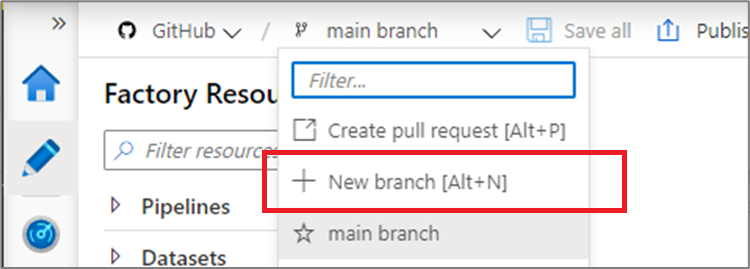 » GitHub / main branch Save all Publis
Filter...
Factory Resou
Create pull request [Alt+P]
Filter resourc
New branch [Alt+N]
Pipelines
main branch
Datasets